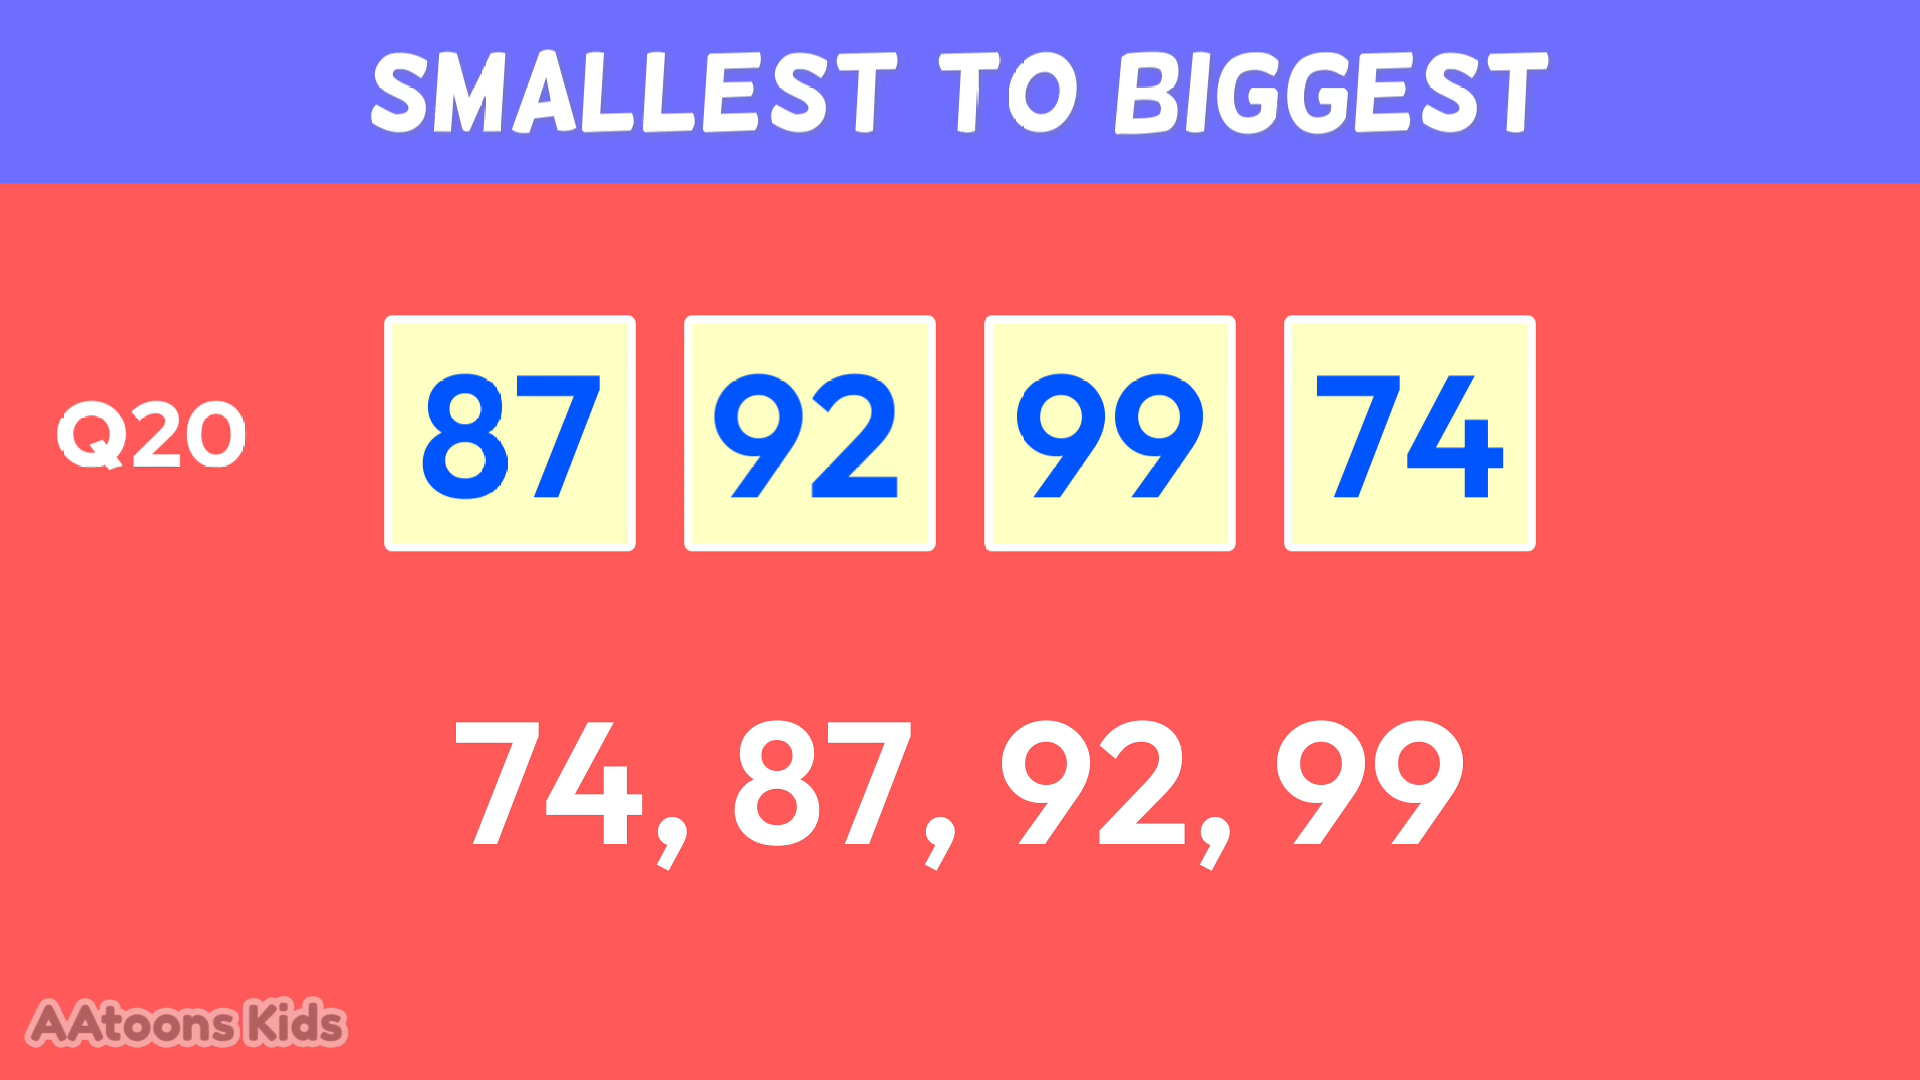 SMALLEST TO BIGGEST
Q20 87 92 99 74
74, 87, 92, 99
AAtoons Kids